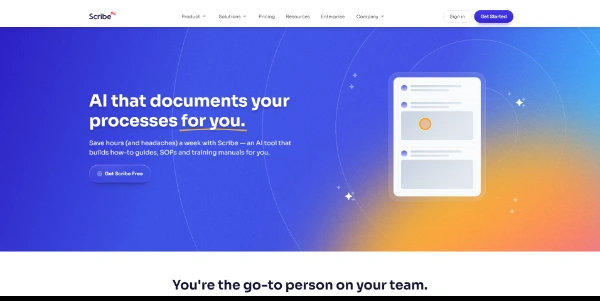 Scribe
Product Solutions Pricing Resources Enterprise Company
Sign in
Get Started
AI that documents your
processes for you.
Save hours (and headaches) a week with Scribe — an AI tool that
builds how-to guides, SOPs and training manuals for you.
Get Scribe Free
You're the go-to person on your team.